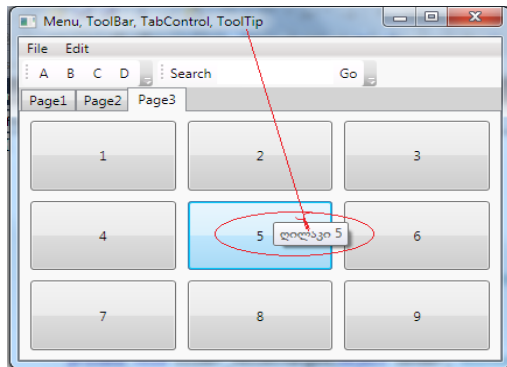 Menu, ToolBar, TabControl, ToolTip
File Edit
A B C D Search Go
Page1 Page2 Page3
1 2 3
4 5 ღილაკი 5 6
7 8 9